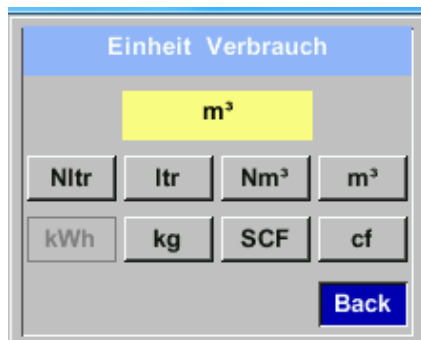 Einheit Verbrauch
m³
Nltr ltr Nm³ m³
kWh kg SCF cf
Back